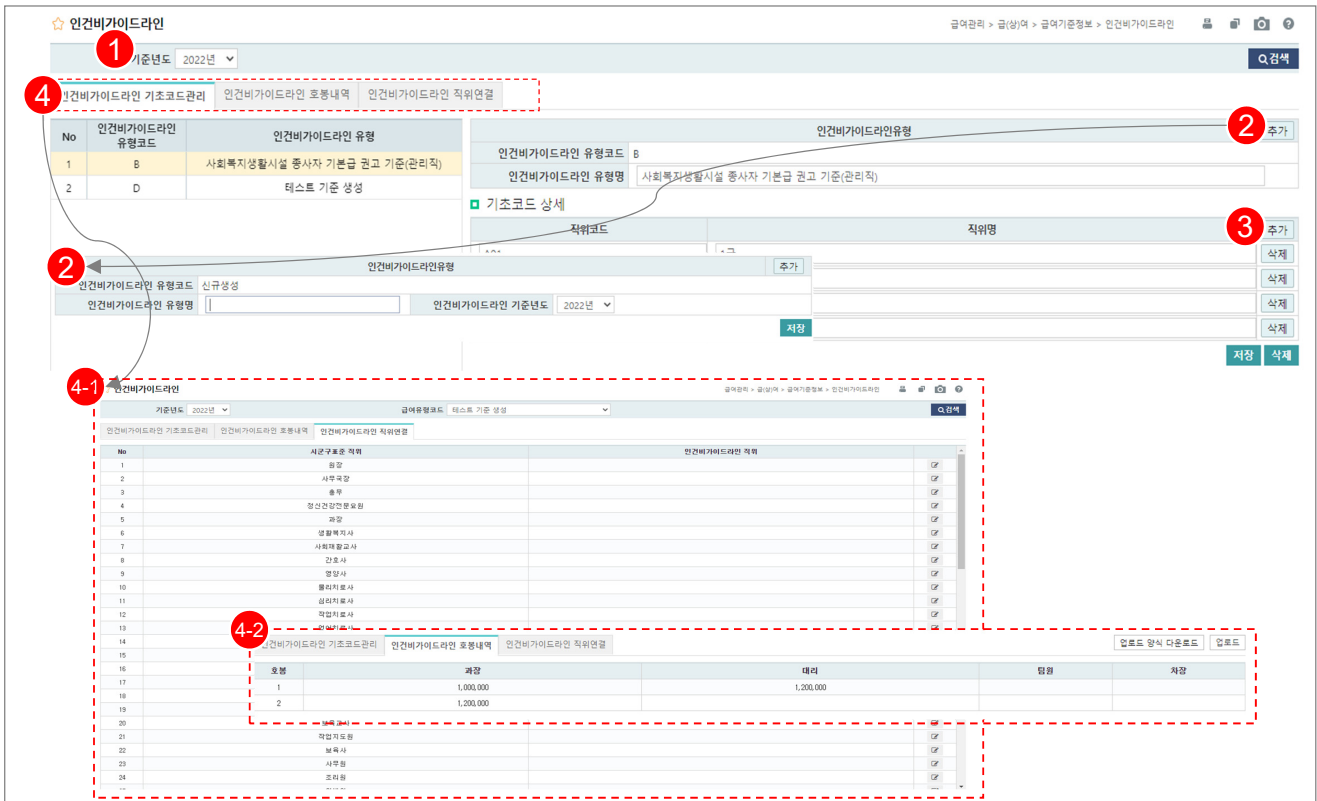 인건비가이드라인
급여관리 > 급(상)여 > 급여기준정보 > 인건비가이드라인
1
기준년도 2022년
검색
4
인건비가이드라인 기초코드관리 인건비가이드라인 호봉내역 인건비가이드라인 직위연결
No 인건비가이드라인 유형코드 인건비가이드라인 유형
1 B 사회복지생활시설 종사자 기본급 권고 기준(관리직)
2 D 테스트 기준 생성
인건비가이드라인유형 2 추가
인건비가이드라인 유형코드 B
인건비가이드라인 유형명 사회복지생활시설 종사자 기본급 권고 기준(관리직)
기초코드 상세
직위코드 직위명 3 추가
삭제
삭제
삭제
삭제
저장 삭제
2
인건비가이드라인유형 추가
인건비가이드라인 유형코드 신규생성
인건비가이드라인 유형명 인건비가이드라인 기준년도 2022년
저장
4-1
인건비가이드라인
급여관리 > 급(상)여 > 급여기준정보 > 인건비가이드라인
기준년도 2022년 급여유형코드 테스트 기준 생성 검색
인건비가이드라인 기초코드관리 인건비가이드라인 호봉내역 인건비가이드라인 직위연결
No 시군구표준 직위 인건비가이드라인 직위
1 원장
2 사무국장
3 총무
4 정신건강전문요원
5 과장
6 생활복지사
7 사회재활교사
8 간호사
9 영양사
10 물리치료사
11 심리치료사
12 작업치료사
13
14
15
16
17
18
19
20
21 작업지도원
22 보육사
23 사무원
24 조리원
4-2
인건비가이드라인 기초코드관리 인건비가이드라인 호봉내역 인건비가이드라인 직위연결
업로드 양식 다운로드 업로드
호봉 과장 대리 팀원 차장
1 1,000,000 1,200,000
2 1,200,000